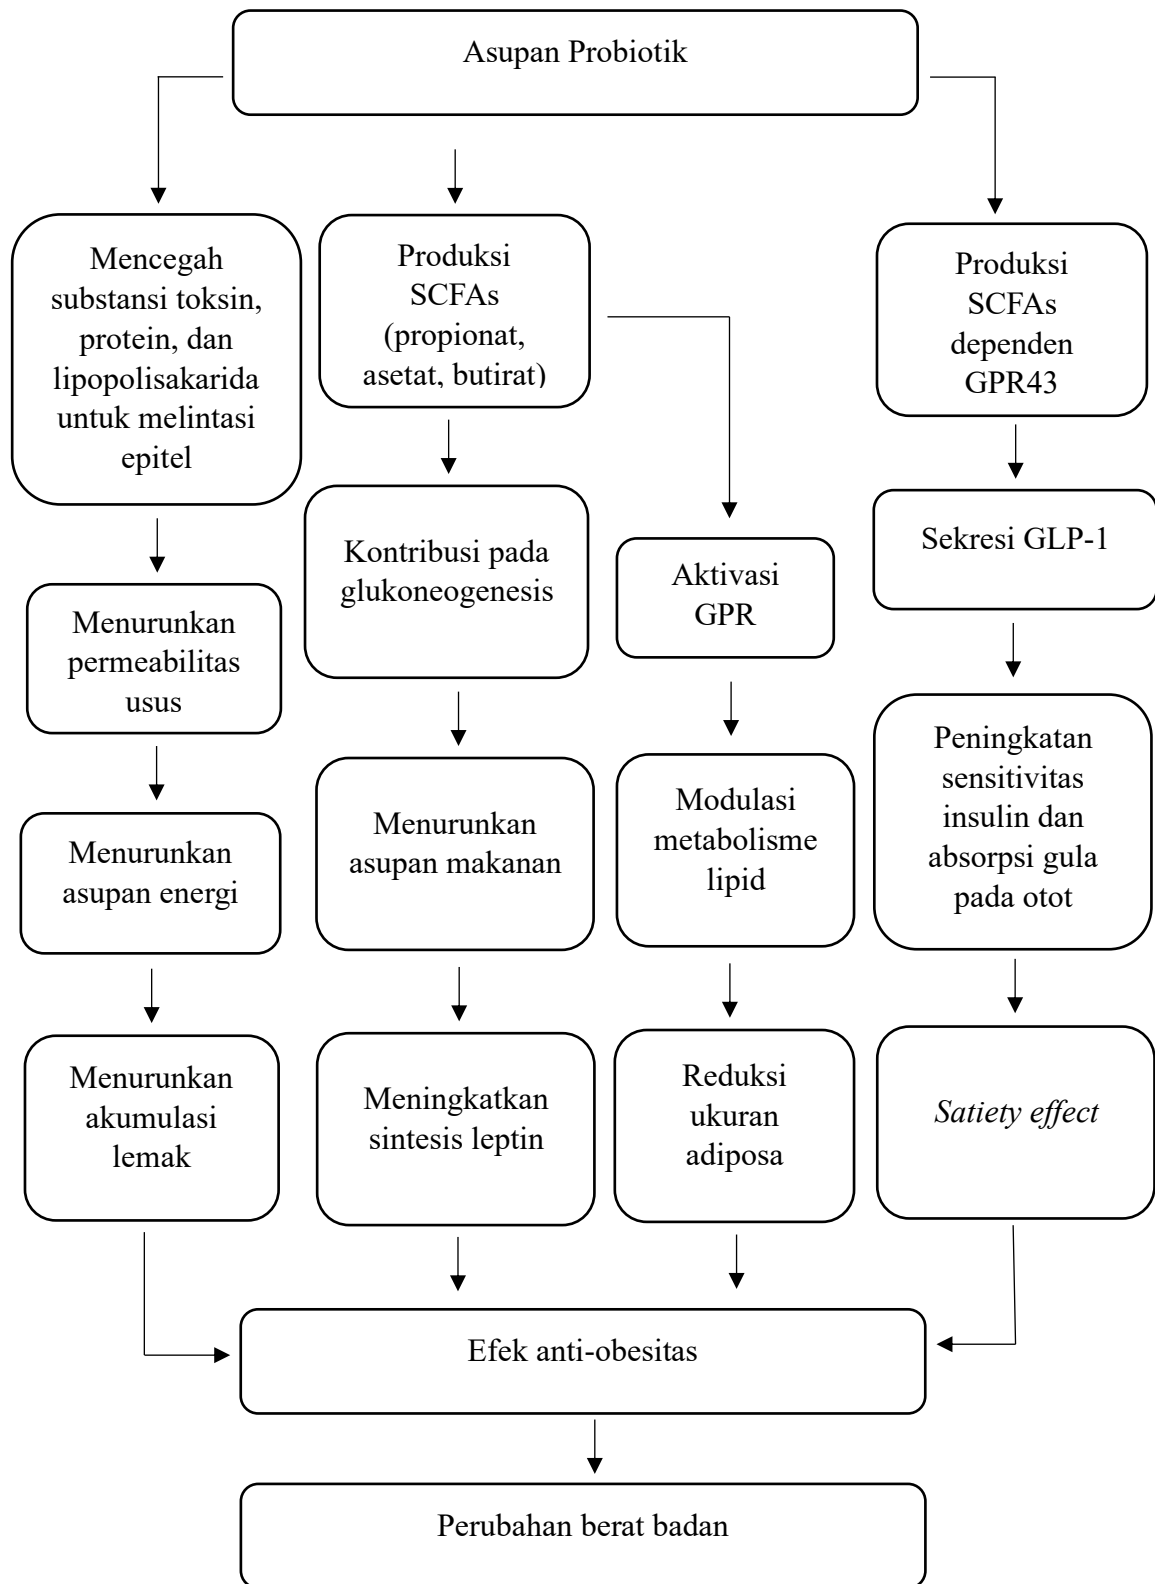 Asupan Probiotik
Mencegah
substansi toksin,
protein, dan
lipopolisakarida
untuk melintasi
epitel
Menurunkan
permeabilitas
usus
Menurunkan
asupan energi
Menurunkan
akumulasi
lemak
Produksi
SCFAs
(propionat,
asetat, butirat)
Kontribusi pada
glukoneogenesis
Menurunkan
asupan makanan
Meningkatkan
sintesis leptin
Aktivasi
GPR
Modulasi
metabolisme
lipid
Reduksi
ukuran
adiposa
Produksi
SCFAs
dependen
GPR43
Sekresi GLP-1
Peningkatan
sensitivitas
insulin dan
absorpsi gula
pada otot
Satiety effect
Efek anti-obesitas
Perubahan berat badan